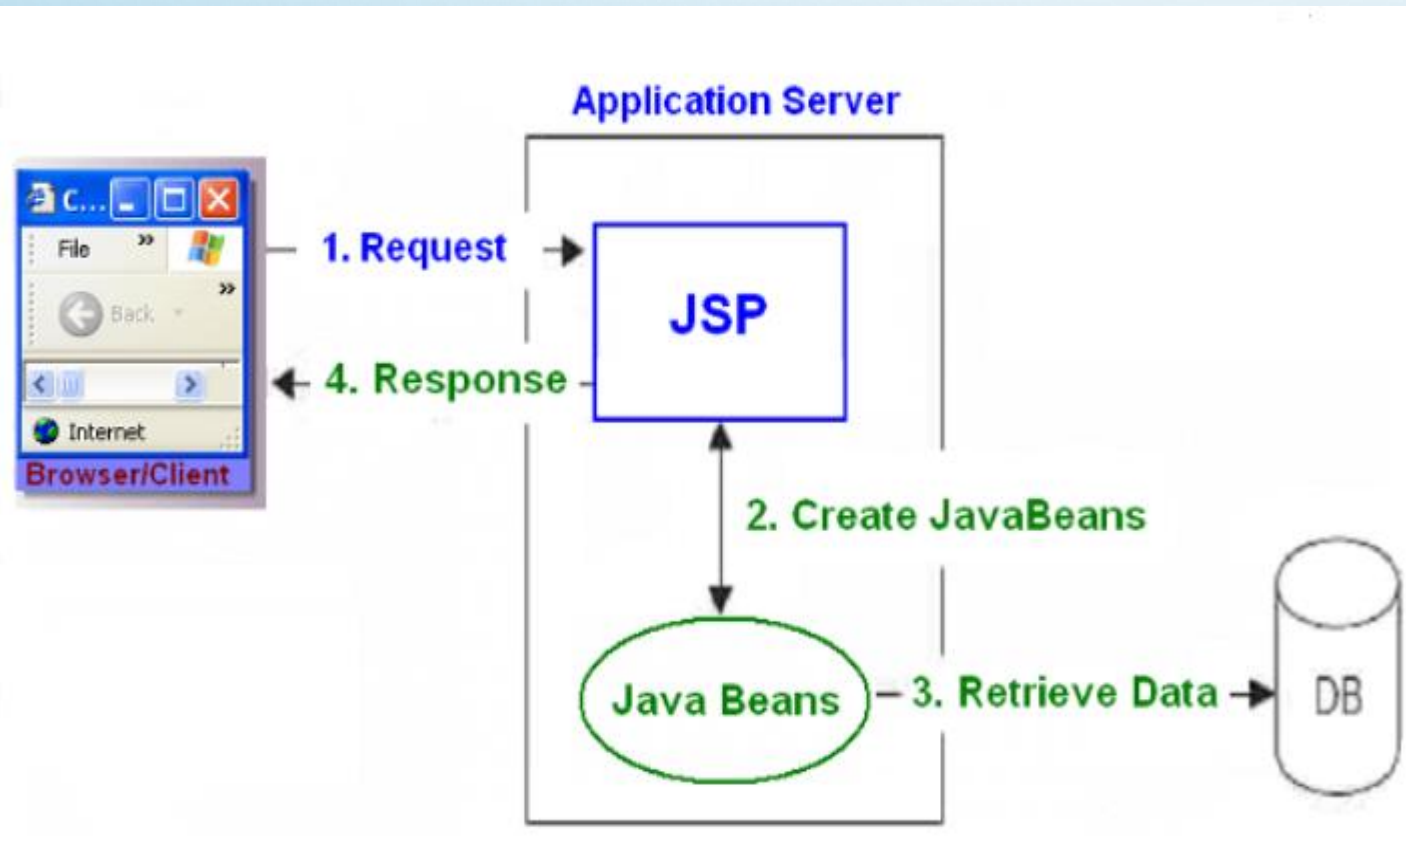 Application Server
C...
File »
1. Request
JSP
Back
»
4. Response
Internet
Browser/Client
2. Create JavaBeans
Java Beans
3. Retrieve Data
DB